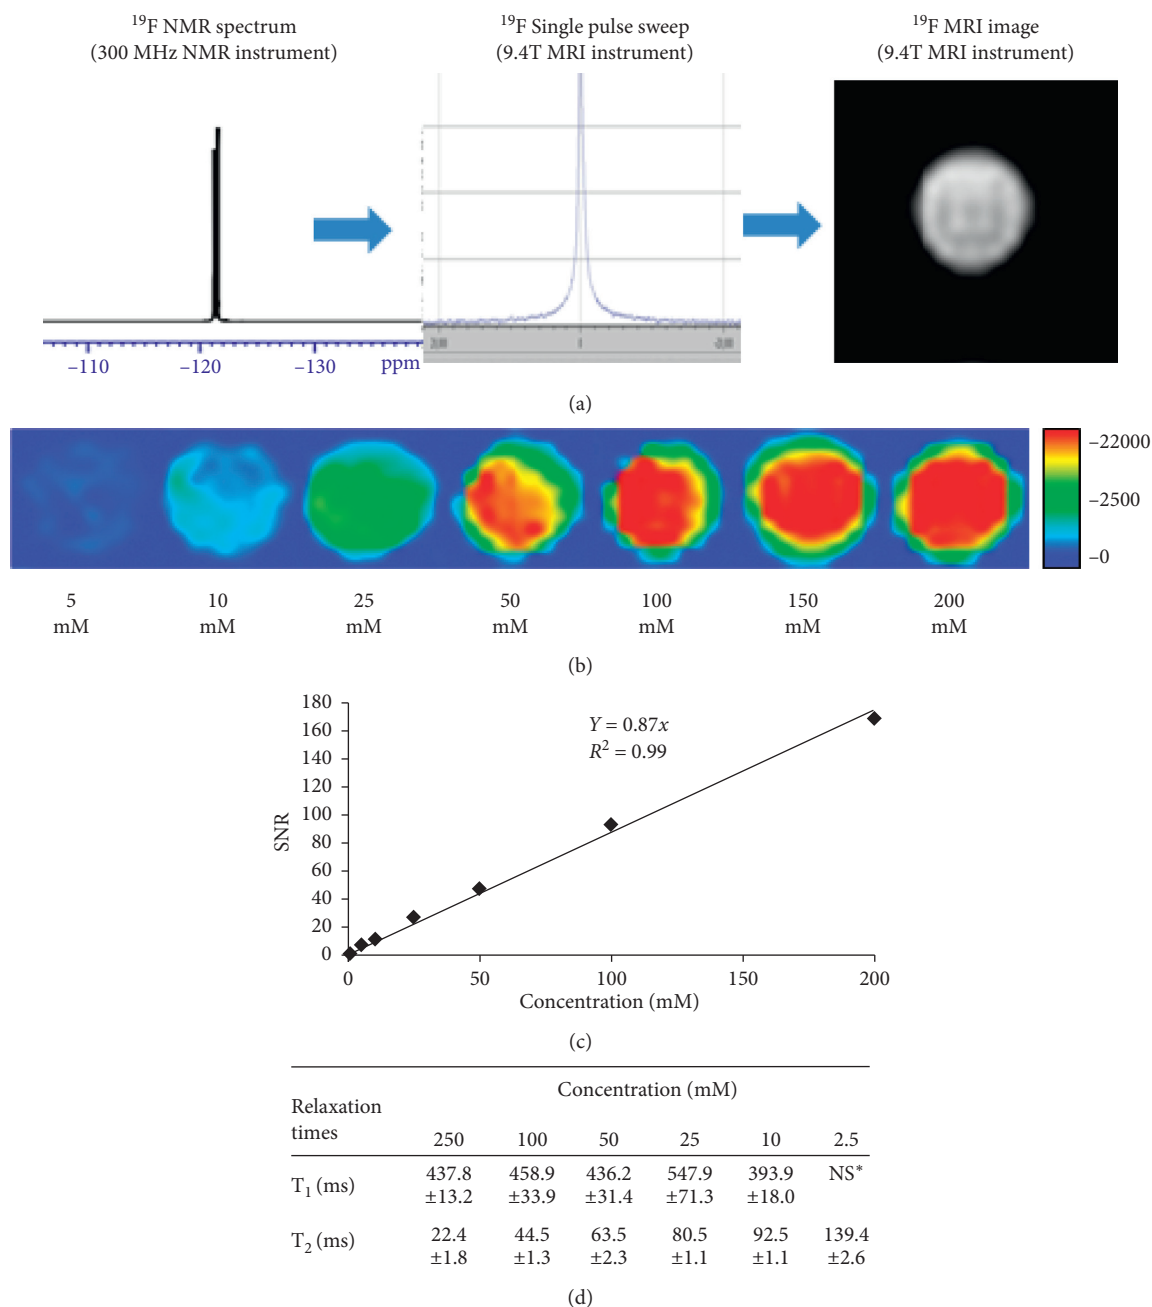 ¹⁹F NMR spectrum
(300 MHz NMR instrument)
¹⁹F Single pulse sweep
(9.4T MRI instrument)
¹⁹F MRI image
(9.4T MRI instrument)
–110 –120 –130 ppm
0
(a)
–22000
–2500
–0
5 10 25 50 100 150 200
mM mM mM mM mM mM mM
(b)
180
160
140
120
100
80
60
40
20
0
SNR
Y = 0.87x
R² = 0.99
0 50 100 150 200
Concentration (mM)
(c)
Concentration (mM)
Relaxation
times
250 100 50 25 10 2.5
T₁ (ms)
437.8 458.9 436.2 547.9 393.9 NS*
±13.2 ±33.9 ±31.4 ±71.3 ±18.0
T₂ (ms)
22.4 44.5 63.5 80.5 92.5 139.4
±1.8 ±1.3 ±2.3 ±1.1 ±1.1 ±2.6
(d)